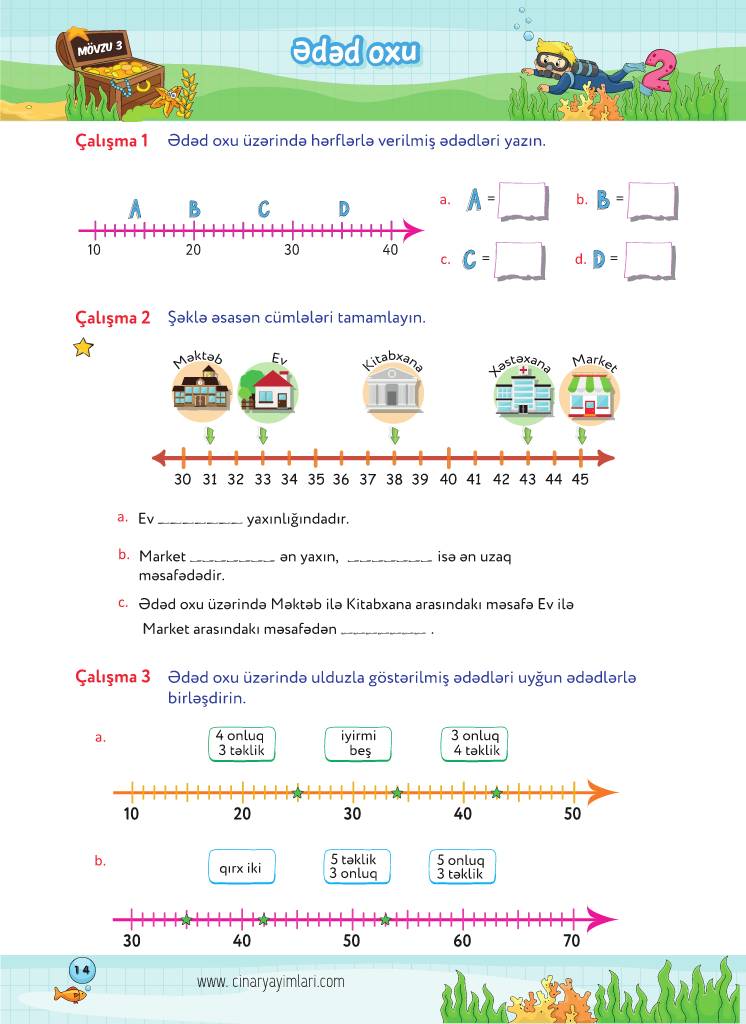 MÖVZU 3
Ədəd oxu
2
Çalışma 1 Ədəd oxu üzərində hərflərlə verilmiş ədədləri yazın.
A B C D
10 20 30 40
a. A = b. B =
c. C = d. D =
Çalışma 2 Şəklə əsasən cümlələri tamamlayın.
Məktəb Ev Kitabxana Xəstəxana Market
30 31 32 33 34 35 36 37 38 39 40 41 42 43 44 45
a. Ev _______ yaxınlığındadır.
b. Market _______ ən yaxın, _______ isə ən uzaq
məsafədədir.
c. Ədəd oxu üzərində Məktəb ilə Kitabxana arasındakı məsafə Ev ilə
Market arasındakı məsafədən _______ .
Çalışma 3 Ədəd oxu üzərində ulduzla göstərilmiş ədədləri uyğun ədədlərlə
birləşdirin.
a.
4 onluq
3 təklik
iyirmi
beş
3 onluq
4 təklik
10 20 30 40 50
b.
qırx iki
5 təklik
3 onluq
5 onluq
3 təklik
30 40 50 60 70
14
www. cinaryayimlari.com